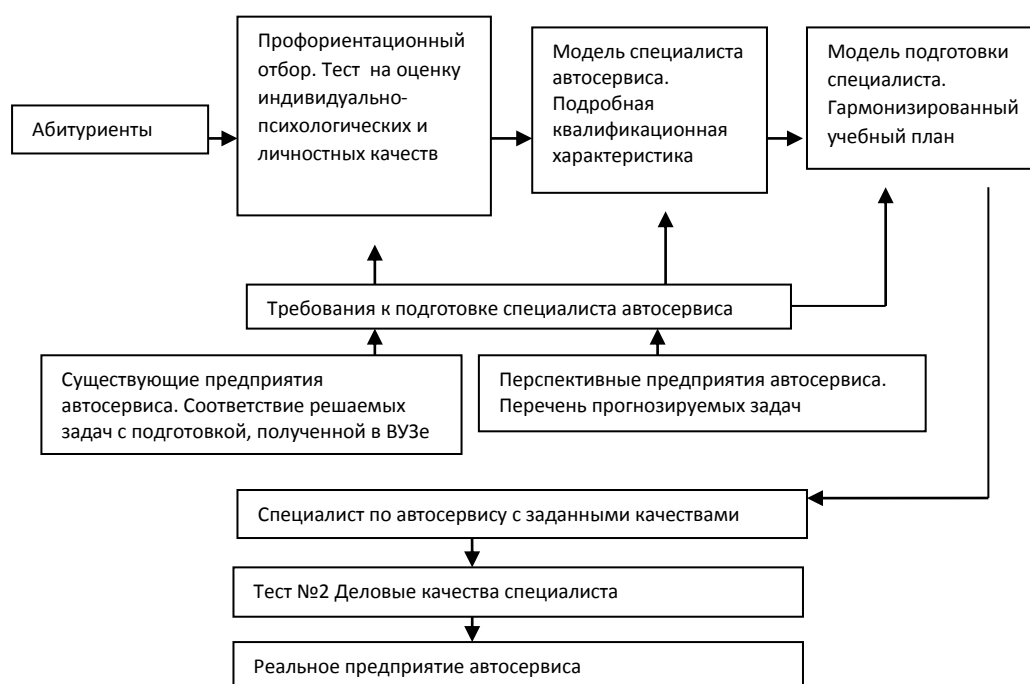 Абитуриенты
Профориентационный
отбор. Тест на оценку
индивидуально-
психологических и
личностных качеств
Модель специалиста
автосервиса.
Подробная
квалификационная
характеристика
Модель подготовки
специалиста.
Гармонизированный
учебный план
Требования к подготовке специалиста автосервиса
Существующие предприятия
автосервиса. Соответствие решаемых
задач с подготовкой, полученной в ВУЗе
Перспективные предприятия автосервиса.
Перечень прогнозируемых задач
Специалист по автосервису с заданными качествами
Тест №2 Деловые качества специалиста
Реальное предприятие автосервиса